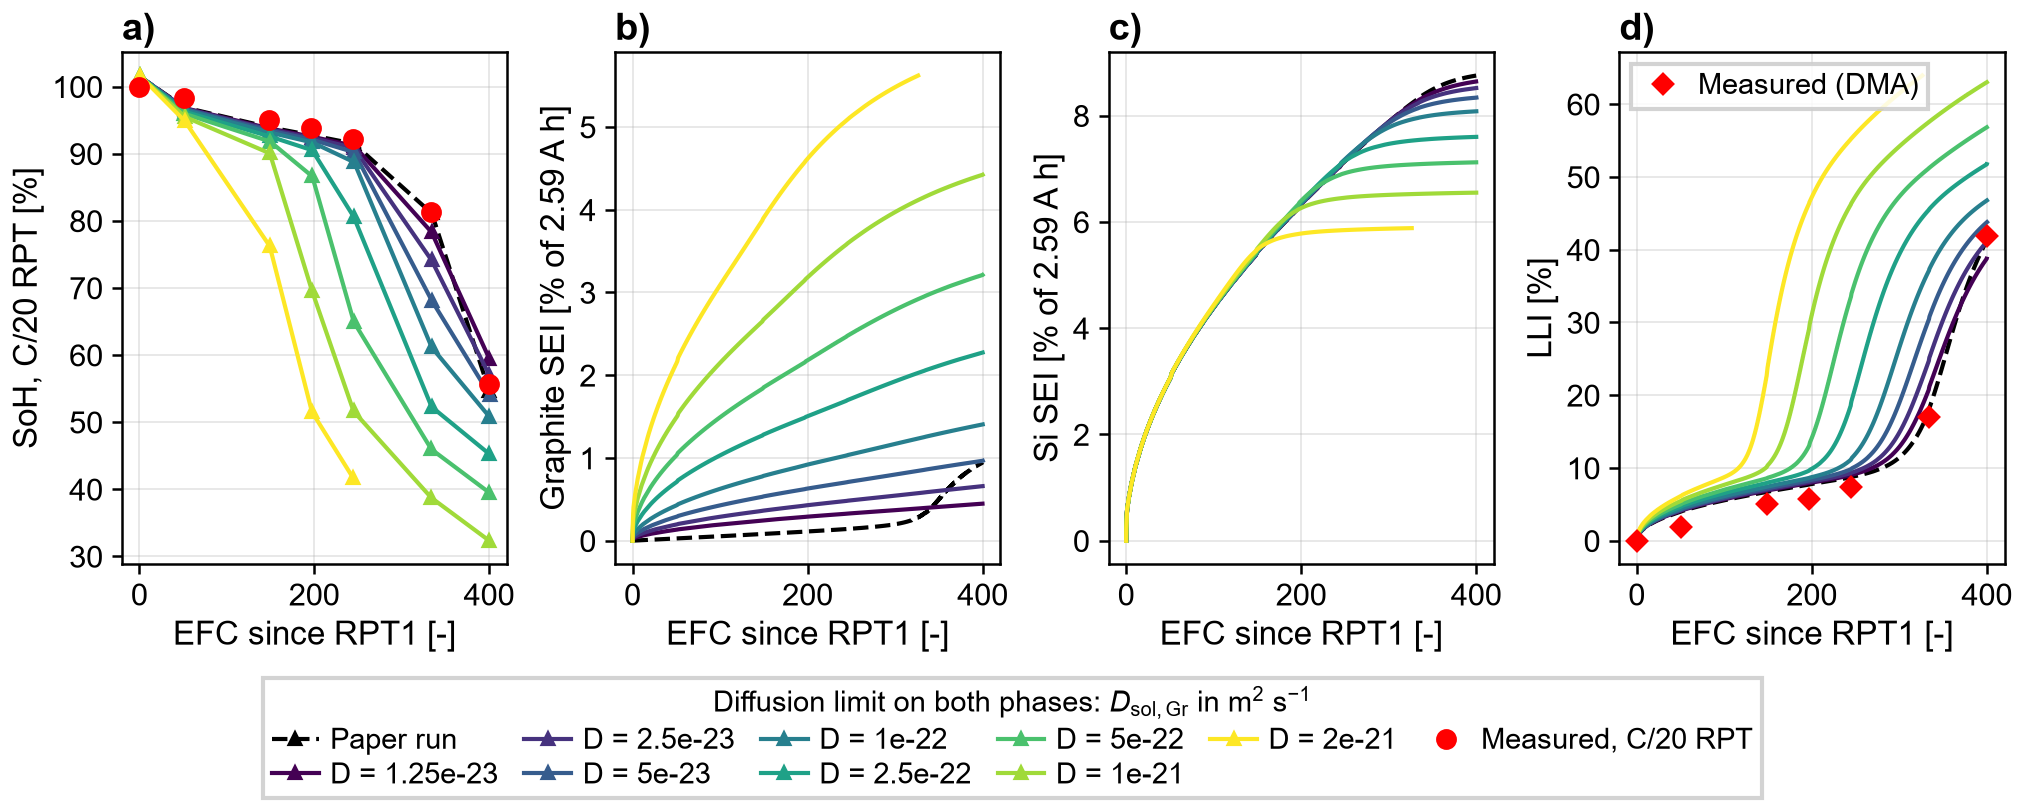 a)
b)
c)
d)
SoH, C/20 RPT [%]
100
90
80
70
60
50
40
30
0
200
400
EFC since RPT1 [-]
Graphite SEI [% of 2.59 A h]
5
4
3
2
1
0
0
200
400
EFC since RPT1 [-]
Si SEI [% of 2.59 A h]
8
6
4
2
0
0
200
400
EFC since RPT1 [-]
LLI [%]
60
50
40
30
20
10
0
0
200
400
EFC since RPT1 [-]
Measured (DMA)
Diffusion limit on both phases: D_sol, Gr in m² s⁻¹
Paper run
D = 1.25e-23
D = 2.5e-23
D = 5e-23
D = 1e-22
D = 2.5e-22
D = 5e-22
D = 1e-21
D = 2e-21
Measured, C/20 RPT